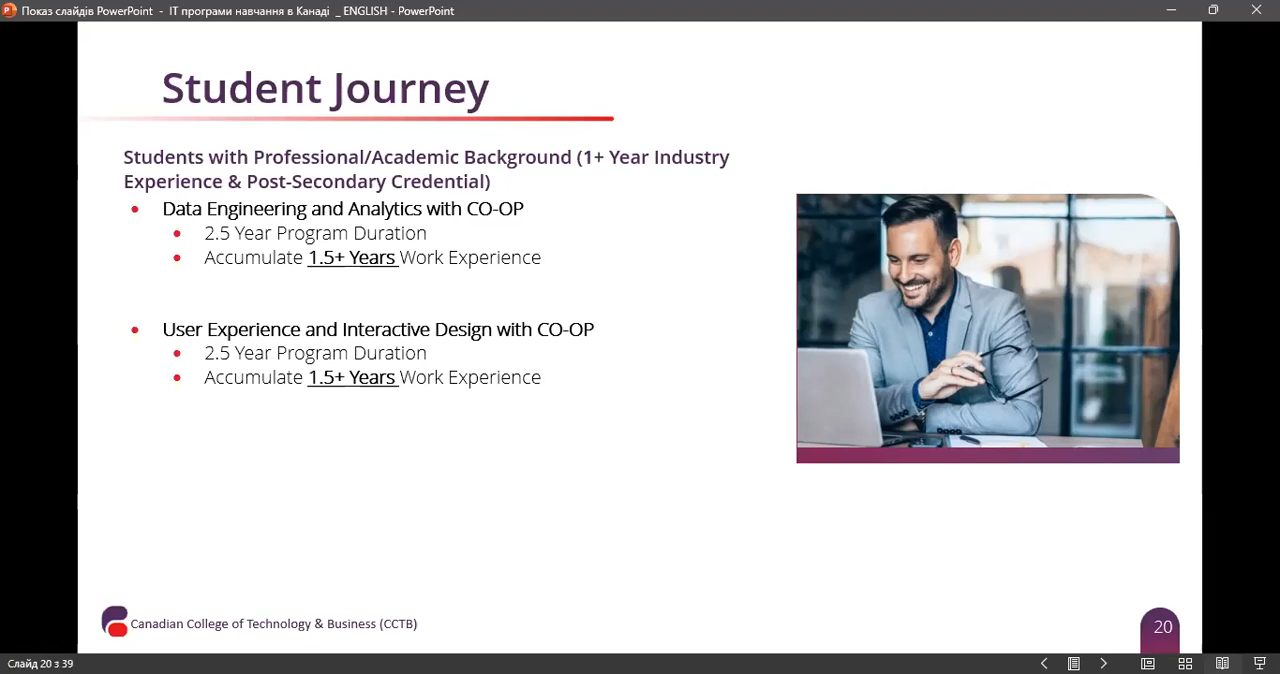 Показ слайдів PowerPoint - IT програми навчання в Канаді _ ENGLISH - PowerPoint
Student Journey
Students with Professional/Academic Background (1+ Year Industry
Experience & Post-Secondary Credential)
Data Engineering and Analytics with CO-OP
2.5 Year Program Duration
Accumulate 1.5+ Years Work Experience
User Experience and Interactive Design with CO-OP
2.5 Year Program Duration
Accumulate 1.5+ Years Work Experience
Canadian College of Technology & Business (CCTB)
20
Слайд 20 з 39